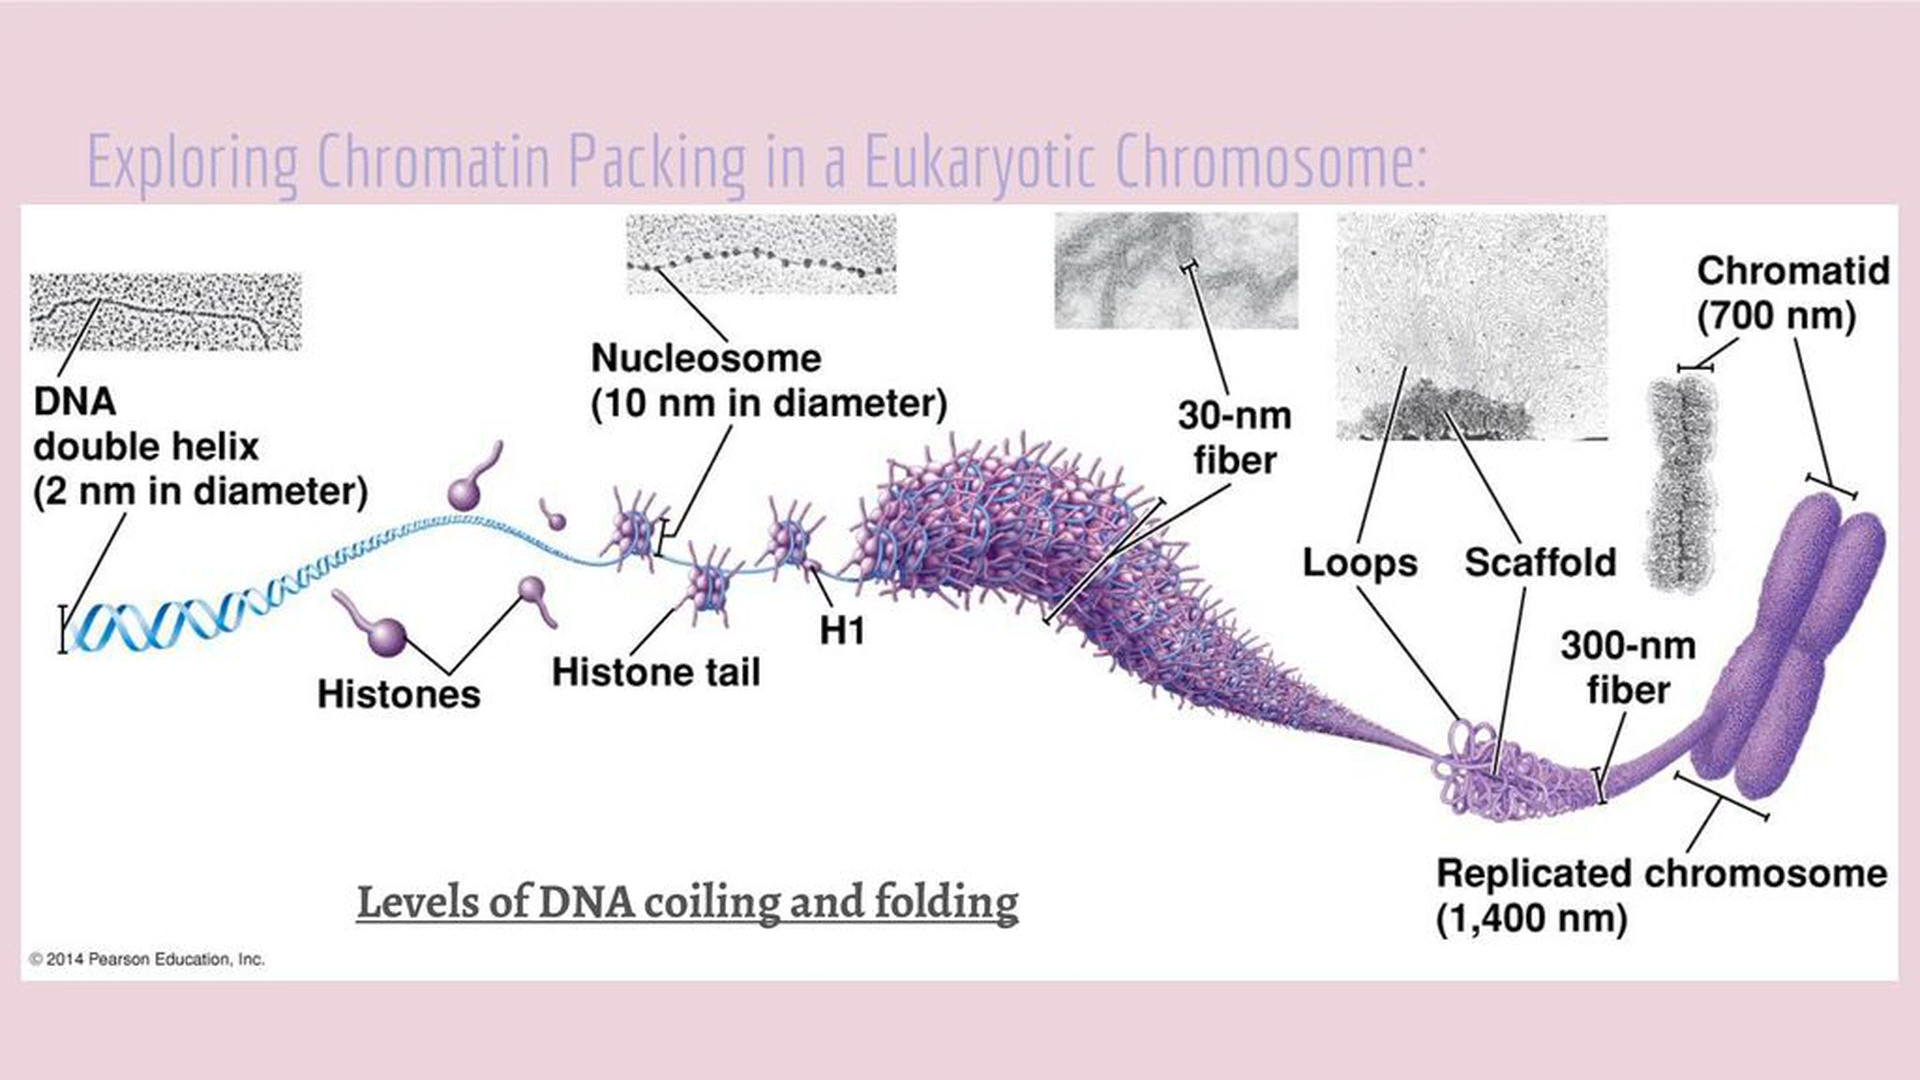 Exploring Chromatin Packing in a Eukaryotic Chromosome:
DNA
double helix
(2 nm in diameter)
Histones
Nucleosome
(10 nm in diameter)
Histone tail
H1
30-nm
fiber
Loops
Scaffold
300-nm
fiber
Chromatid
(700 nm)
Replicated chromosome
(1,400 nm)
Levels of DNA coiling and folding
© 2014 Pearson Education, Inc.